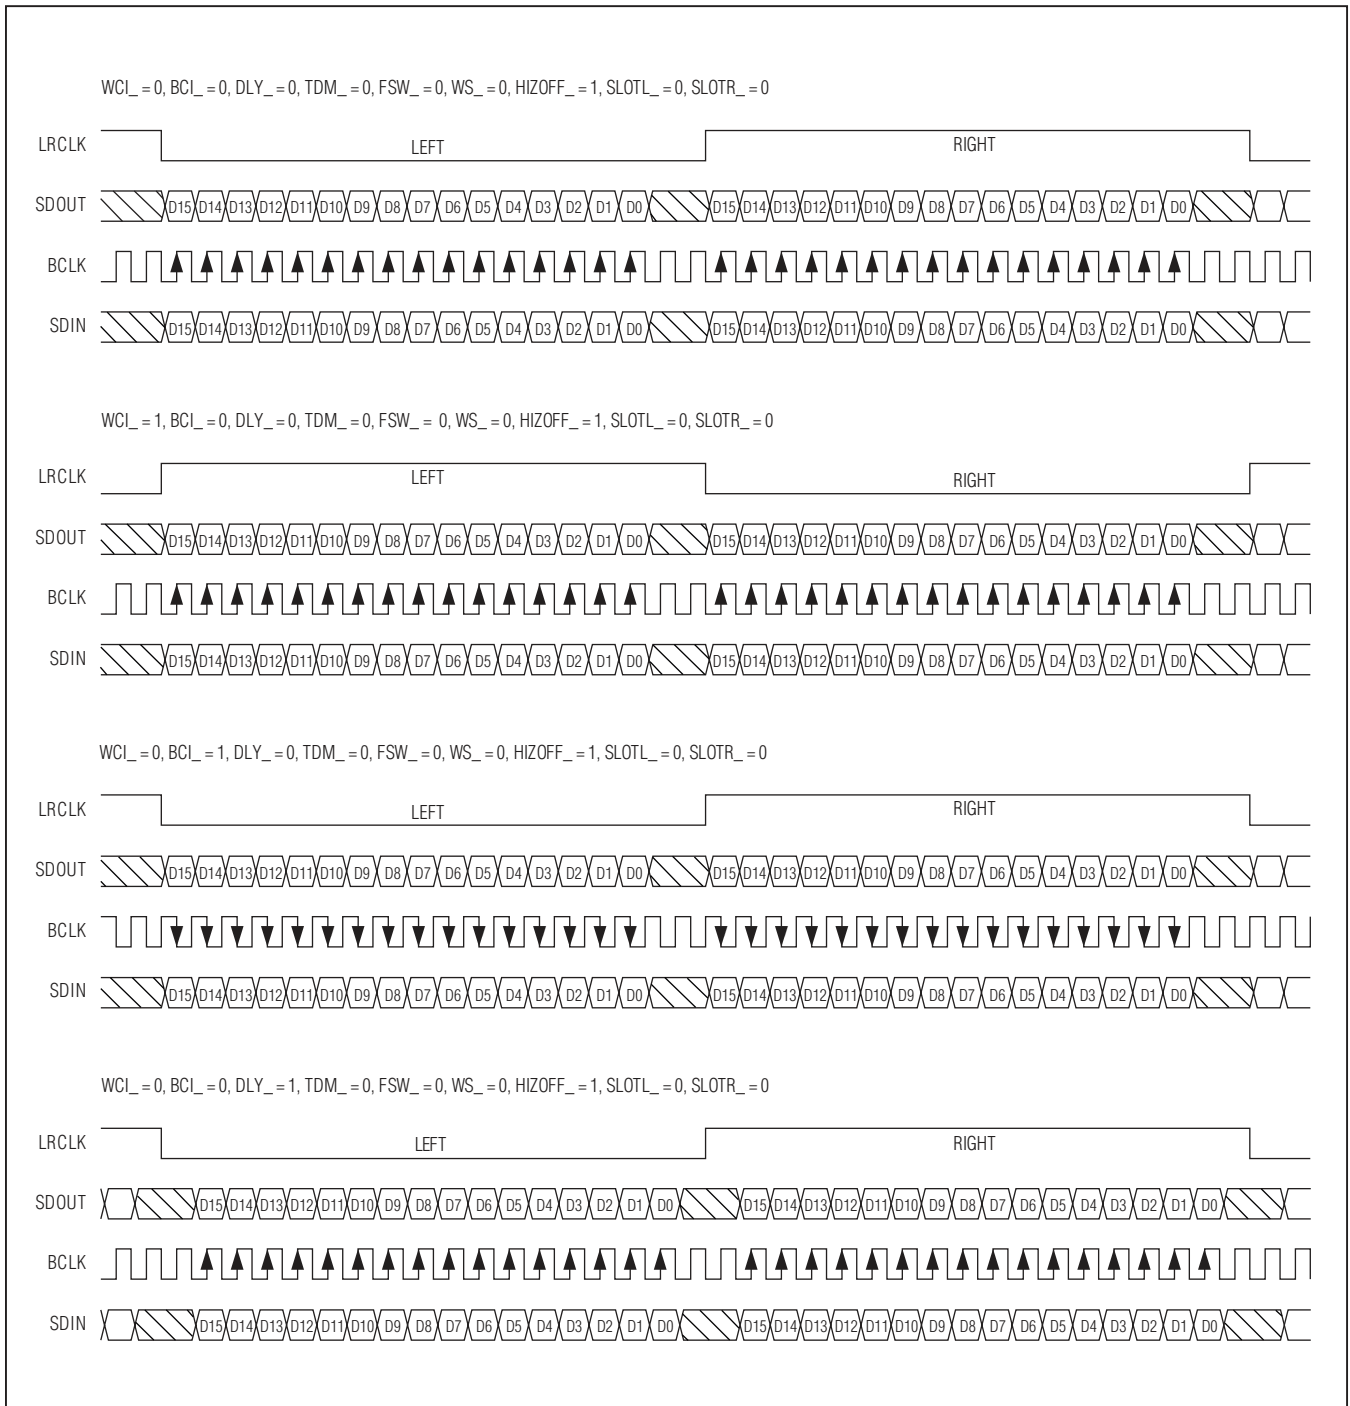 WCI_ = 0, BCI_ = 0, DLY_ = 0, TDM_ = 0, FSW_ = 0, WS_ = 0, HIZOFF_ = 1, SLOTL_ = 0, SLOTR_ = 0
LRCLK LEFT RIGHT
SDOUT D15 D14 D13 D12 D11 D10 D9 D8 D7 D6 D5 D4 D3 D2 D1 D0 D15 D14 D13 D12 D11 D10 D9 D8 D7 D6 D5 D4 D3 D2 D1 D0
BCLK
SDIN D15 D14 D13 D12 D11 D10 D9 D8 D7 D6 D5 D4 D3 D2 D1 D0 D15 D14 D13 D12 D11 D10 D9 D8 D7 D6 D5 D4 D3 D2 D1 D0
WCI_ = 1, BCI_ = 0, DLY_ = 0, TDM_ = 0, FSW_ = 0, WS_ = 0, HIZOFF_ = 1, SLOTL_ = 0, SLOTR_ = 0
LRCLK LEFT RIGHT
SDOUT D15 D14 D13 D12 D11 D10 D9 D8 D7 D6 D5 D4 D3 D2 D1 D0 D15 D14 D13 D12 D11 D10 D9 D8 D7 D6 D5 D4 D3 D2 D1 D0
BCLK
SDIN D15 D14 D13 D12 D11 D10 D9 D8 D7 D6 D5 D4 D3 D2 D1 D0 D15 D14 D13 D12 D11 D10 D9 D8 D7 D6 D5 D4 D3 D2 D1 D0
WCI_ = 0, BCI_ = 1, DLY_ = 0, TDM_ = 0, FSW_ = 0, WS_ = 0, HIZOFF_ = 1, SLOTL_ = 0, SLOTR_ = 0
LRCLK LEFT RIGHT
SDOUT D15 D14 D13 D12 D11 D10 D9 D8 D7 D6 D5 D4 D3 D2 D1 D0 D15 D14 D13 D12 D11 D10 D9 D8 D7 D6 D5 D4 D3 D2 D1 D0
BCLK
SDIN D15 D14 D13 D12 D11 D10 D9 D8 D7 D6 D5 D4 D3 D2 D1 D0 D15 D14 D13 D12 D11 D10 D9 D8 D7 D6 D5 D4 D3 D2 D1 D0
WCI_ = 0, BCI_ = 0, DLY_ = 1, TDM_ = 0, FSW_ = 0, WS_ = 0, HIZOFF_ = 1, SLOTL_ = 0, SLOTR_ = 0
LRCLK LEFT RIGHT
SDOUT D15 D14 D13 D12 D11 D10 D9 D8 D7 D6 D5 D4 D3 D2 D1 D0 D15 D14 D13 D12 D11 D10 D9 D8 D7 D6 D5 D4 D3 D2 D1 D0
BCLK
SDIN D15 D14 D13 D12 D11 D10 D9 D8 D7 D6 D5 D4 D3 D2 D1 D0 D15 D14 D13 D12 D11 D10 D9 D8 D7 D6 D5 D4 D3 D2 D1 D0